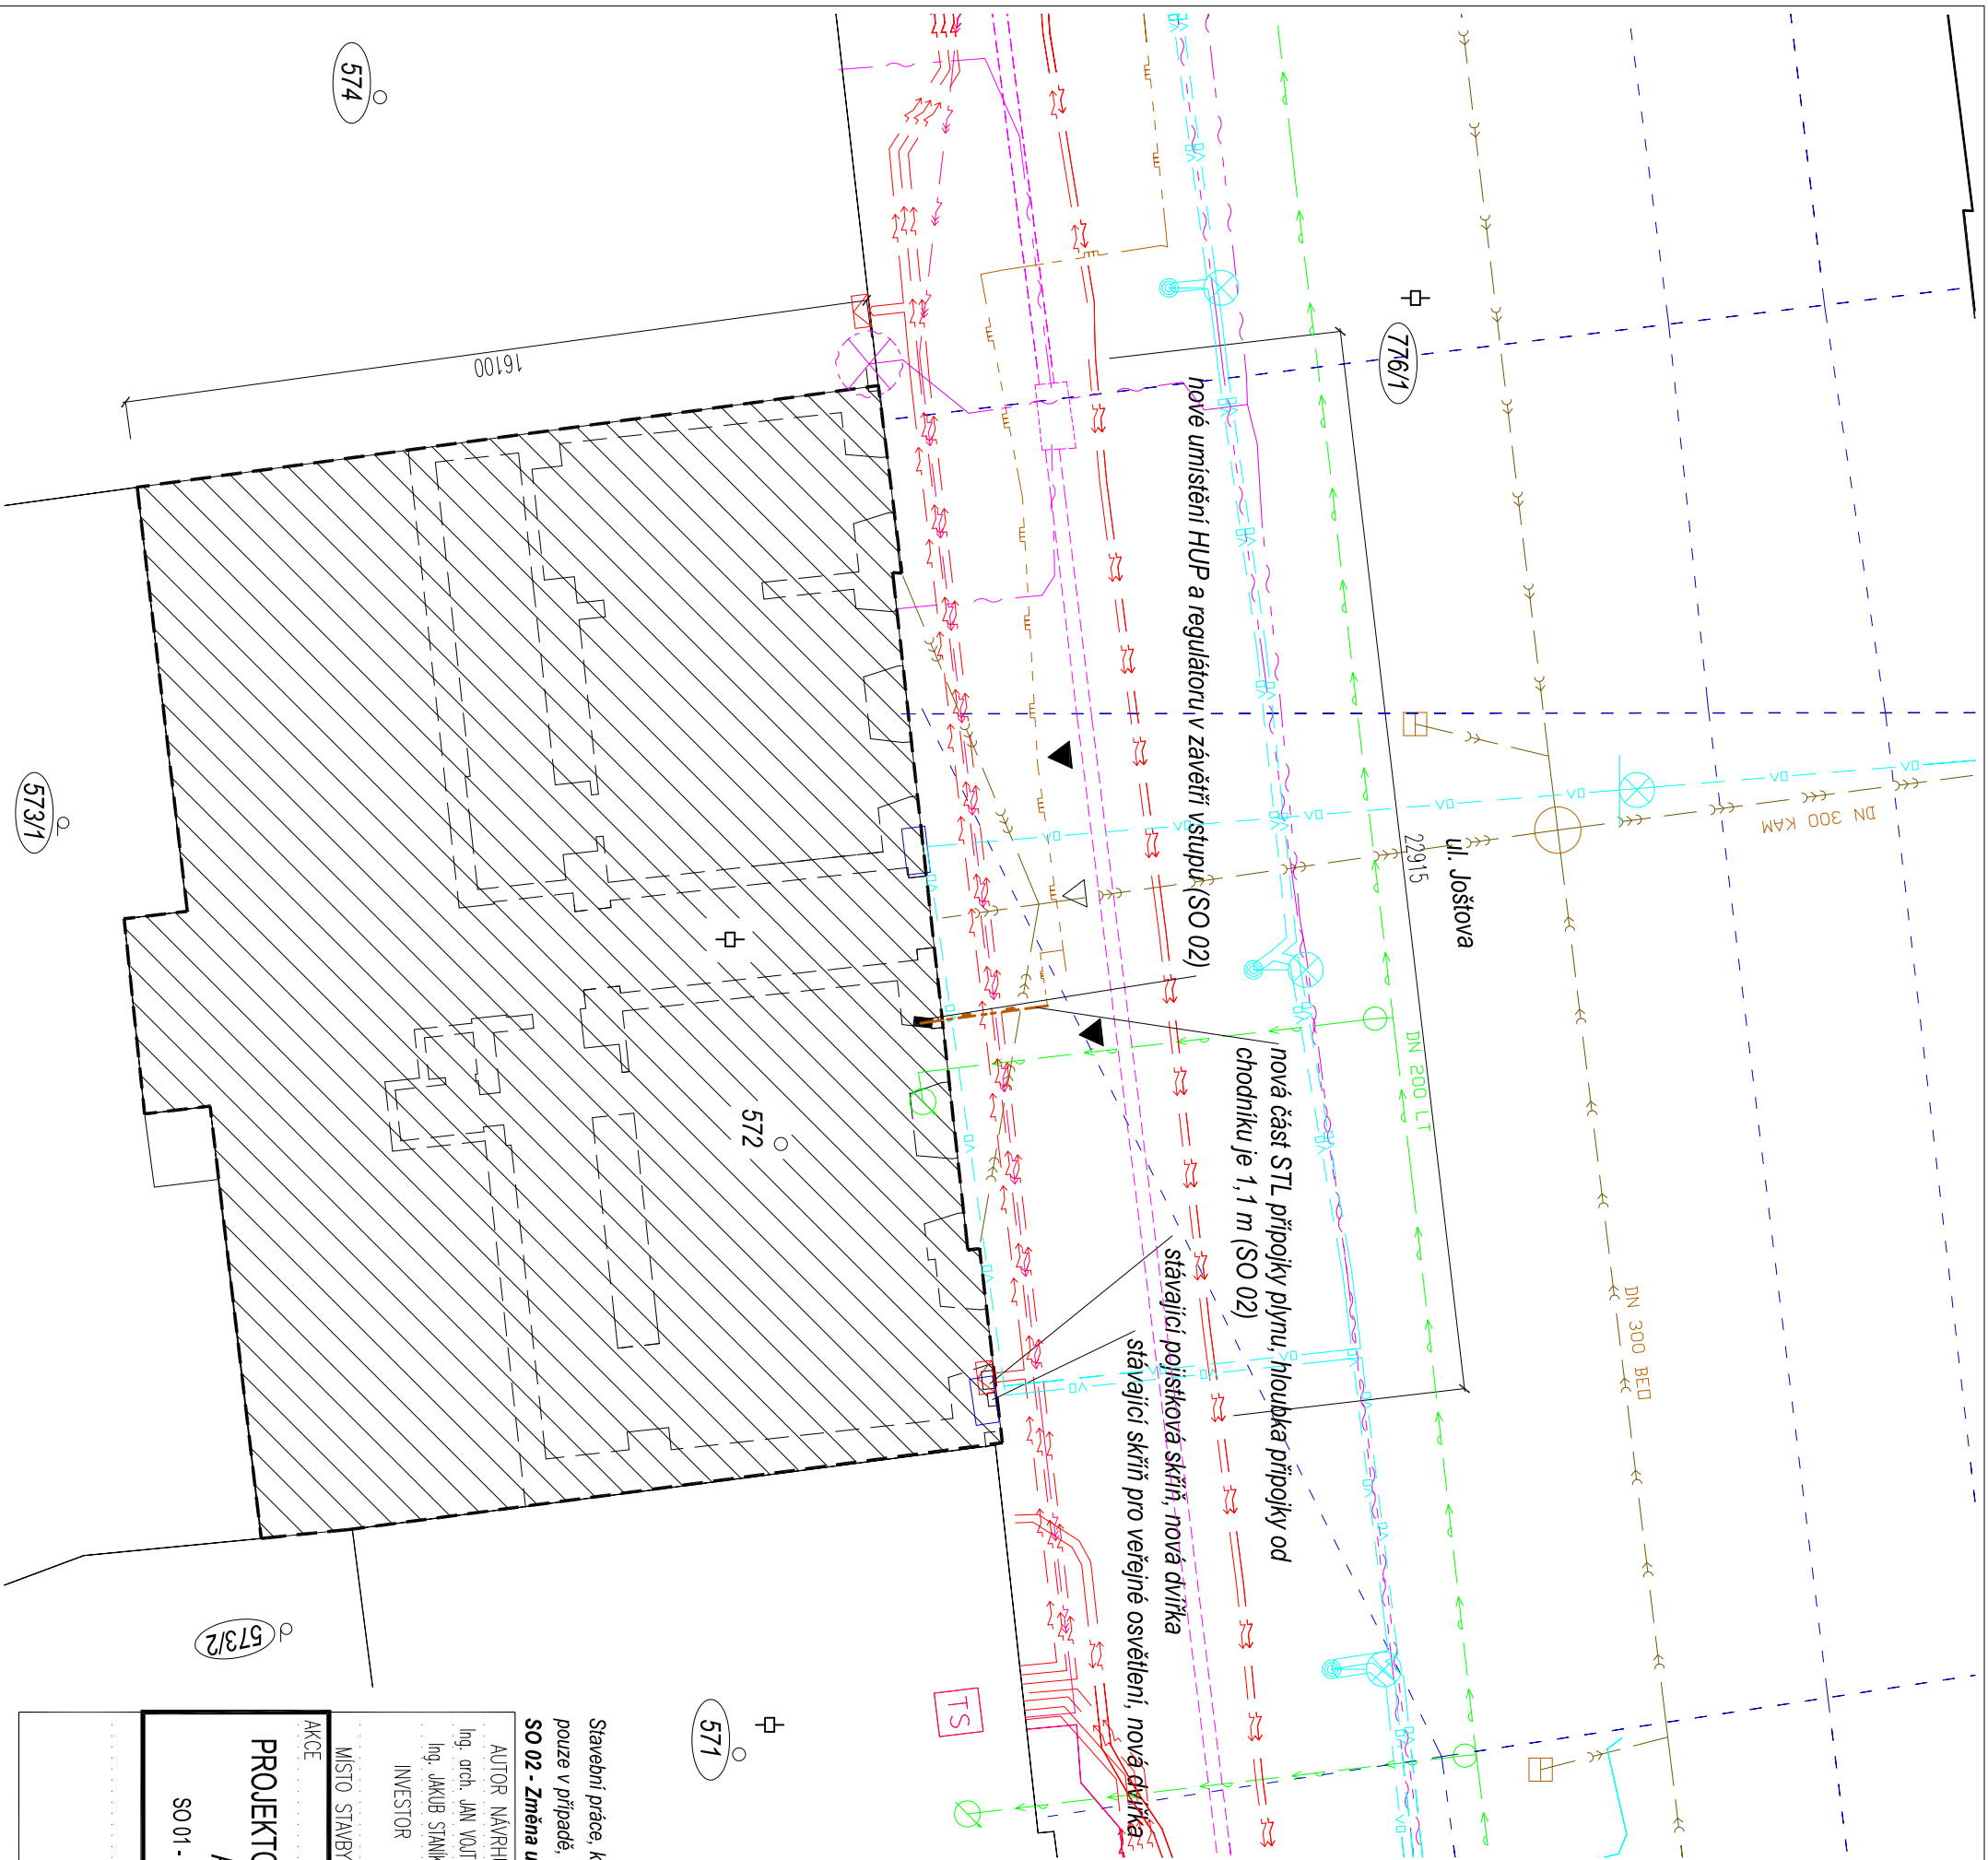 574
776/1
16100
nové umístění HUP a regulátoru v závětří vstupu (SO 02)
573/1
DN 300 KAM
ul. Joštova
22915
DN 200 LT
572
nová část STL přípojky plynu, hloubka přípojky od
chodníku je 1,1 m (SO 02)
stávající pojistková skříň, nová dvířka
stávající skříň pro veřejné osvětlení, nová dvířka
DN 300 BEO
573/2
571
TS
Stavební práce, k
pouze v případě,
SO 02 - Změna u
AUTOR NÁVRHU
Ing. arch. JAN VOJT
Ing. JAKUB STANÍK
INVESTOR
MÍSTO STAVBY
AKCE
PROJEKTO
SO 01 -